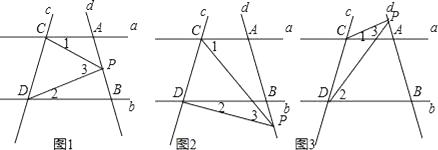 c d
C A a
1
3 P
D 2 B b
图1
c d
C A a
1
D 2 B b
3 P
图2
c d P
C 1 3 A a
D 2 B b
图3